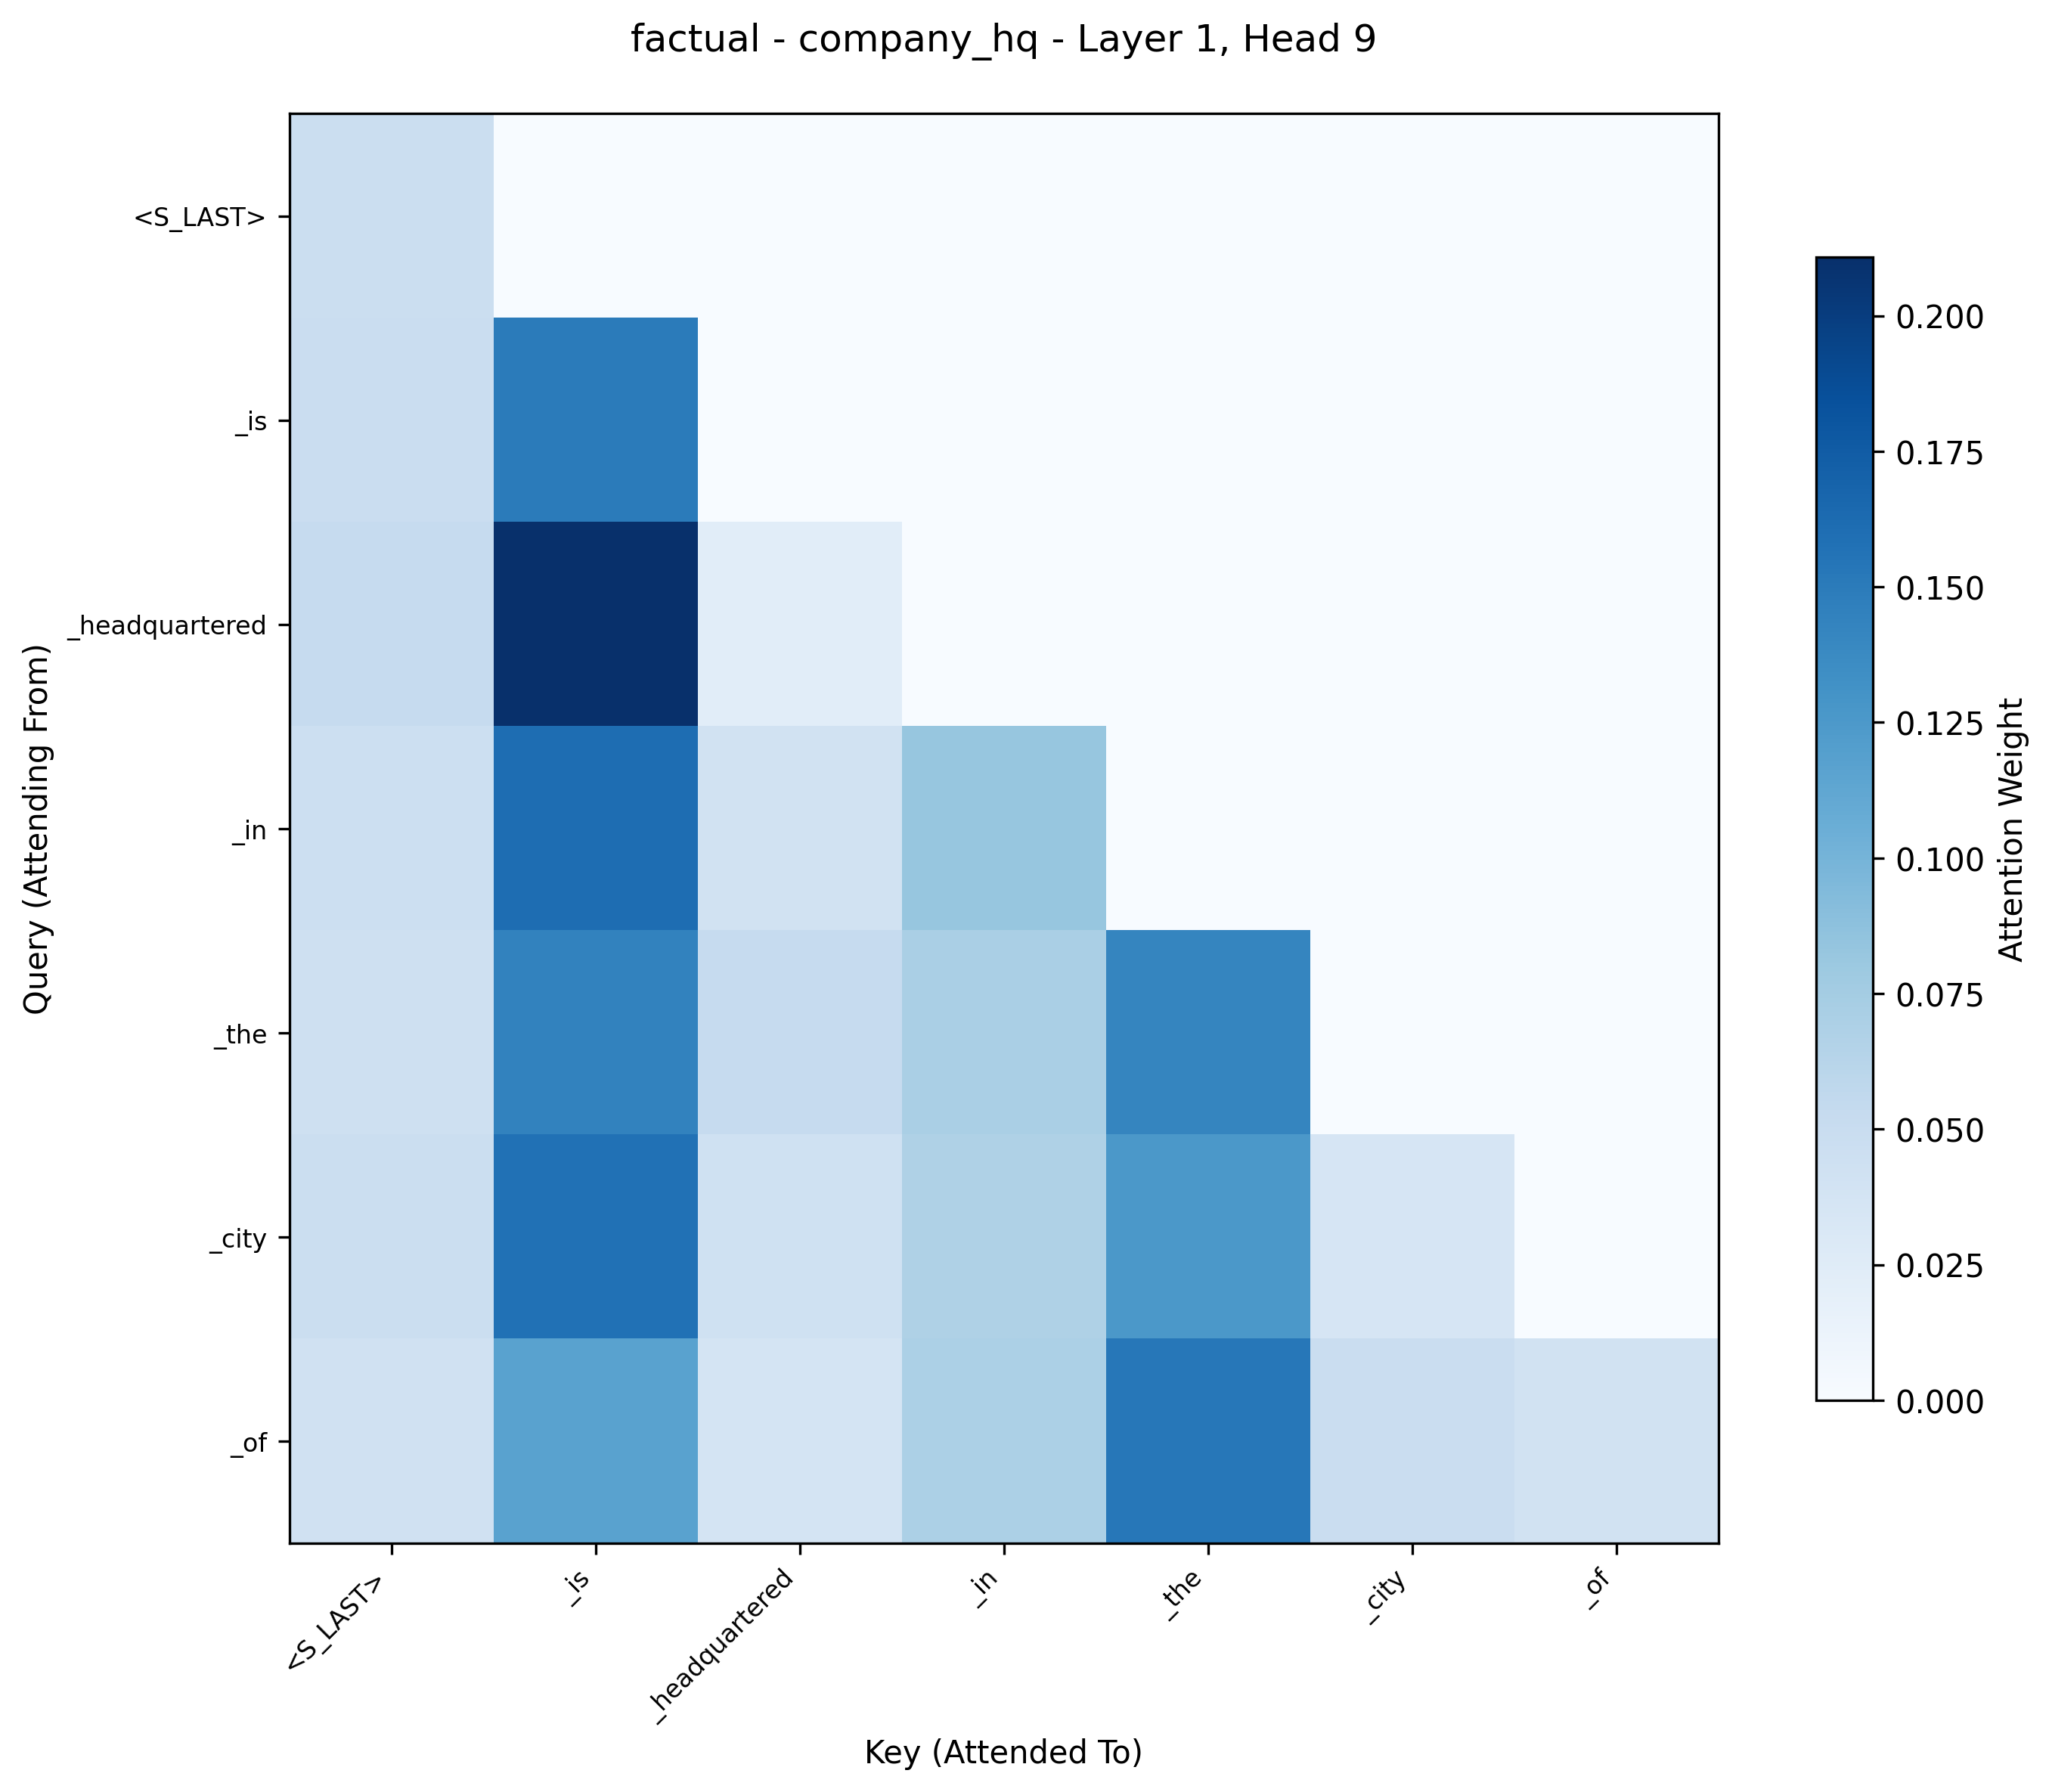 factual - company_hq - Layer 1, Head 9
Query (Attending From)
<S_LAST>
_is
_headquartered
_in
_the
_city
_of
<S_LAST>
_is
_headquartered
_in
_the
_city
_of
Key (Attended To)
0.200
0.175
0.150
0.125
0.100
0.075
0.050
0.025
0.000
Attention Weight